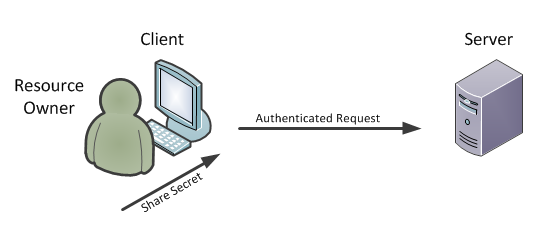 Client
Server
Resource
Owner
Authenticated Request
Share Secret